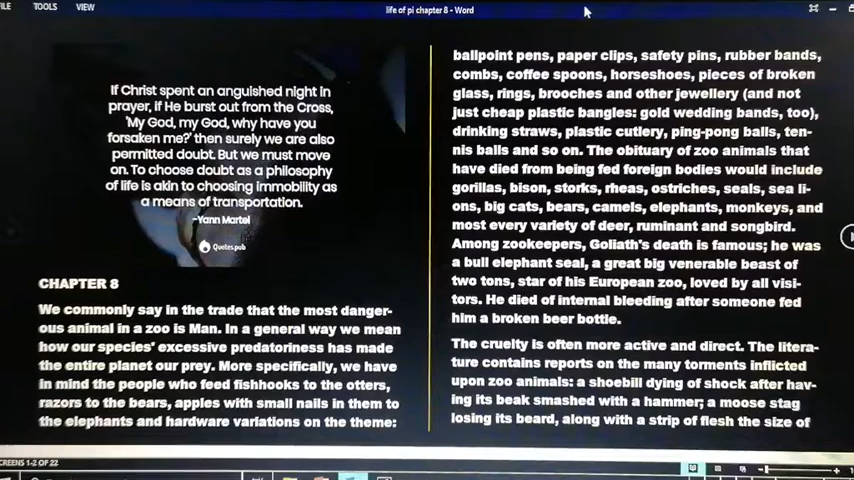 FILE TOOLS VIEW
life of pi chapter 8 - Word
If Christ spent an anguished night in
prayer, if He burst out from the Cross,
'My God, my God, why have you
forsaken me?' then surely we are also
permitted doubt. But we must move
on. To choose doubt as a philosophy
of life is akin to choosing immobility as
a means of transportation.
~Yann Martel
Quotes.pub
CHAPTER 8
We commonly say in the trade that the most danger-
ous animal in a zoo is Man. In a general way we mean
how our species' excessive predatoriness has made
the entire planet our prey. More specifically, we have
in mind the people who feed fishhooks to the otters,
razors to the bears, apples with small nails in them to
the elephants and hardware variations on the theme:
ballpoint pens, paper clips, safety pins, rubber bands,
combs, coffee spoons, horseshoes, pieces of broken
glass, rings, brooches and other jewellery (and not
just cheap plastic bangles: gold wedding bands, too),
drinking straws, plastic cutlery, ping-pong balls, ten-
nis balls and so on. The obituary of zoo animals that
have died from being fed foreign bodies would include
gorillas, bison, storks, rheas, ostriches, seals, sea li-
ons, big cats, bears, camels, elephants, monkeys, and
most every variety of deer, ruminant and songbird.
Among zookeepers, Goliath's death is famous; he was
a bull elephant seal, a great big venerable beast of
two tons, star of his European zoo, loved by all visi-
tors. He died of internal bleeding after someone fed
him a broken beer bottle.
The cruelty is often more active and direct. The litera-
ture contains reports on the many torments inflicted
upon zoo animals: a shoebill dying of shock after hav-
ing its beak smashed with a hammer; a moose stag
losing its beard, along with a strip of flesh the size of
SCREENS 1-2 OF 22